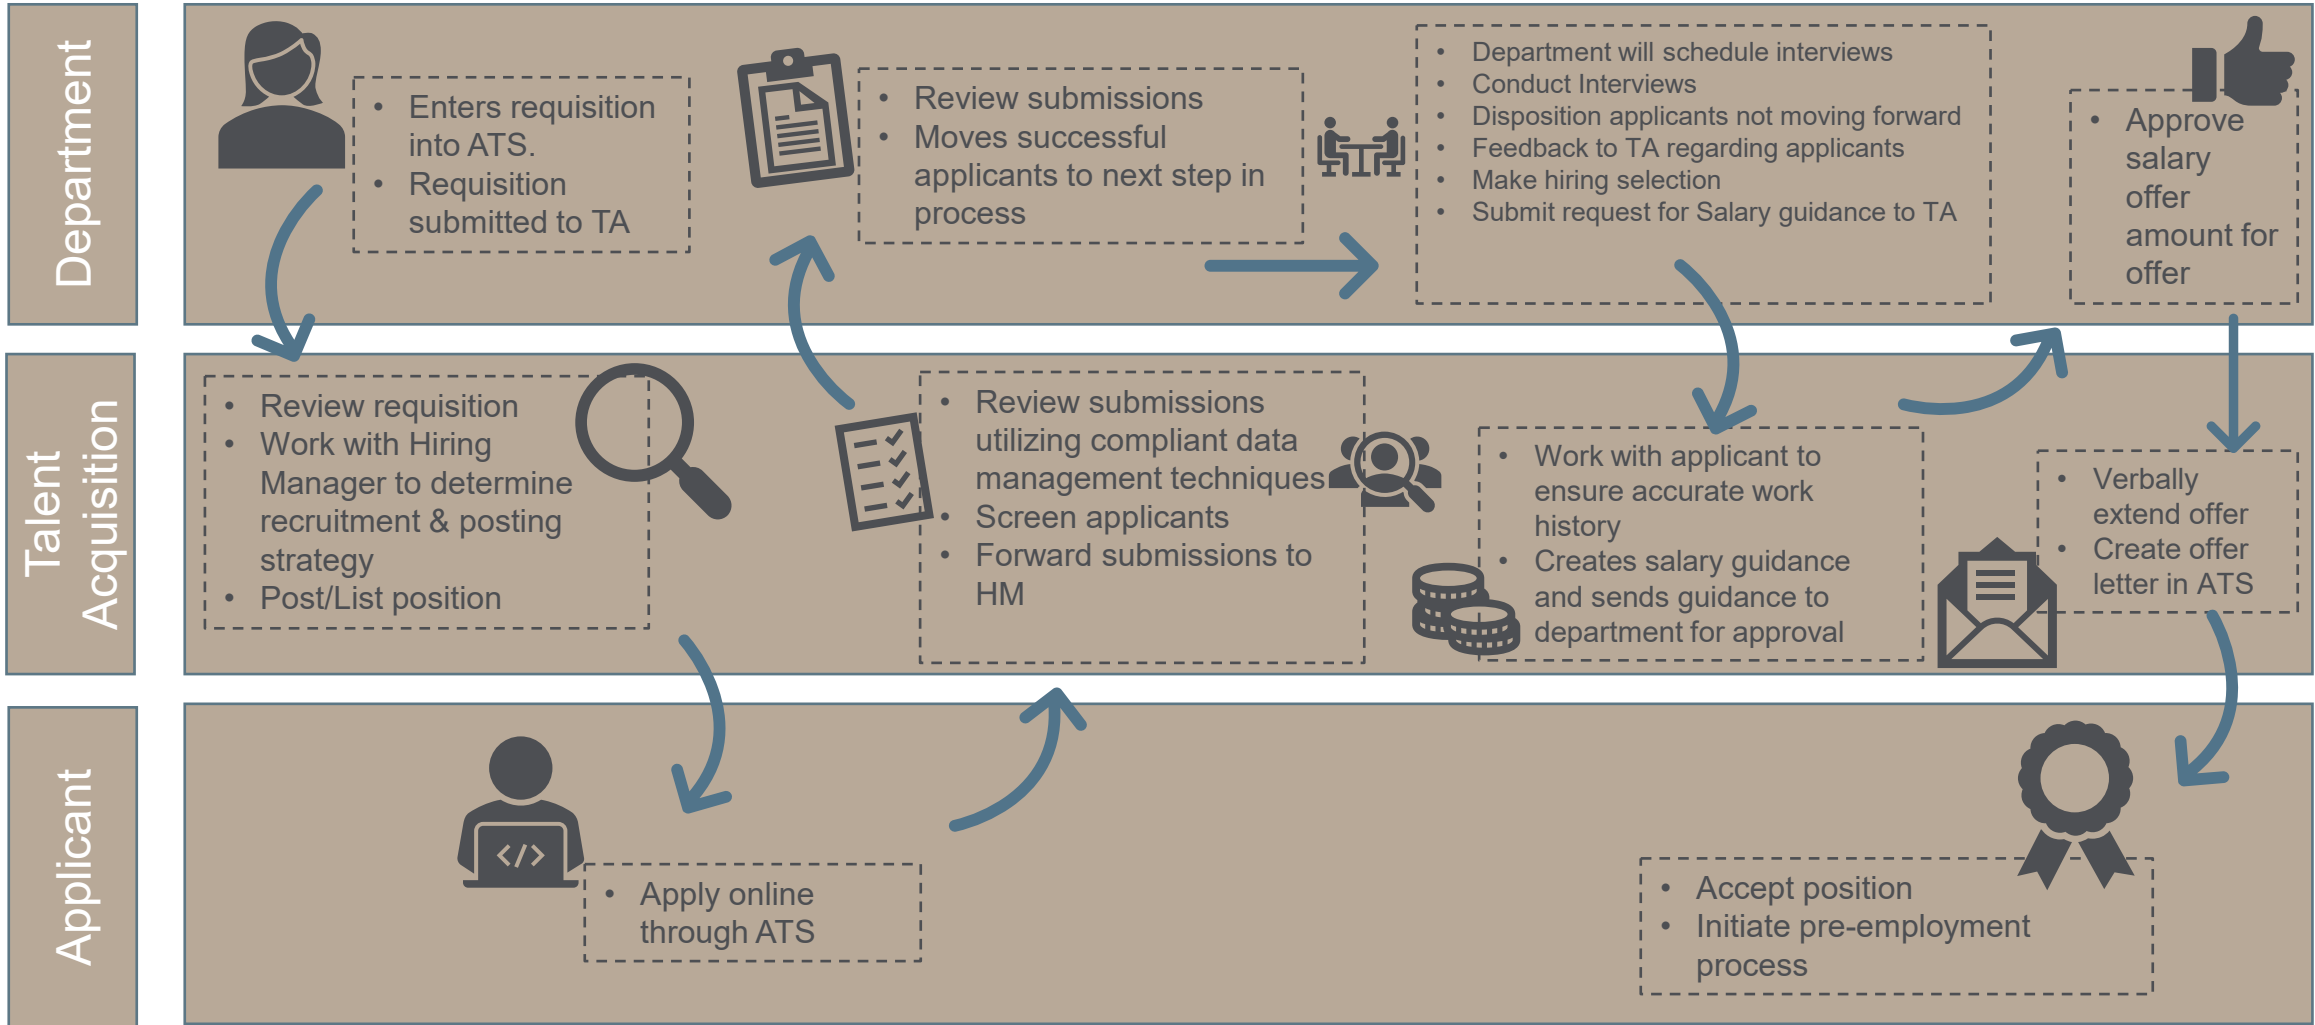 Department
• Enters requisition
into ATS.
• Requisition
submitted to TA
• Review submissions
• Moves successful
applicants to next step in
process
• Department will schedule interviews
• Conduct Interviews
• Disposition applicants not moving forward
• Feedback to TA regarding applicants
• Make hiring selection
• Submit request for Salary guidance to TA
• Approve
salary
offer
amount for
offer
Talent
Acquisition
• Review requisition
• Work with Hiring
Manager to determine
recruitment & posting
strategy
• Post/List position
• Review submissions
utilizing compliant data
management techniques
• Screen applicants
• Forward submissions to
HM
• Work with applicant to
ensure accurate work
history
• Creates salary guidance
and sends guidance to
department for approval
• Verbally
extend offer
• Create offer
letter in ATS
Applicant
</>
• Apply online
through ATS
• Accept position
• Initiate pre-employment
process